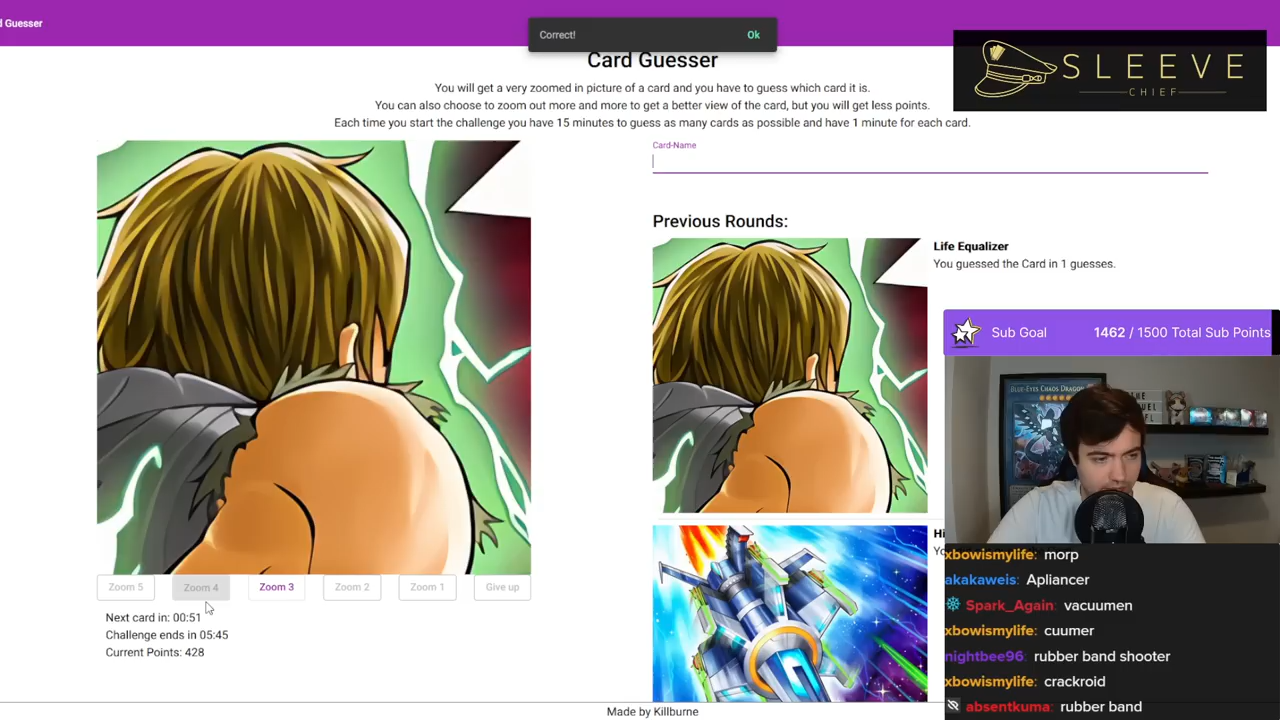 d Guesser
Correct!
Ok
SLEEVE
CHIEF
Card Guesser
You will get a very zoomed in picture of a card and you have to guess which card it is.
You can also choose to zoom out more and more to get a better view of the card, but you will get less points.
Each time you start the challenge you have 15 minutes to guess as many cards as possible and have 1 minute for each card.
Card-Name
Previous Rounds:
Life Equalizer
You guessed the Card in 1 guesses.
Sub Goal
1462 / 1500 Total Sub Points
BLUE-EYES CHAOS DRAGON
Hi
Yo
Zoom 5
Zoom 4
Zoom 3
Zoom 2
Zoom 1
Give up
Next card in: 00:51
Challenge ends in 05:45
Current Points: 428
xbowismylife: morp
akakaweis: Apliancer
Spark_Again: vacuumen
xbowismylife: cuumer
nightbee96: rubber band shooter
xbowismylife: crackroid
absentkuma: rubber band
Made by Killburne